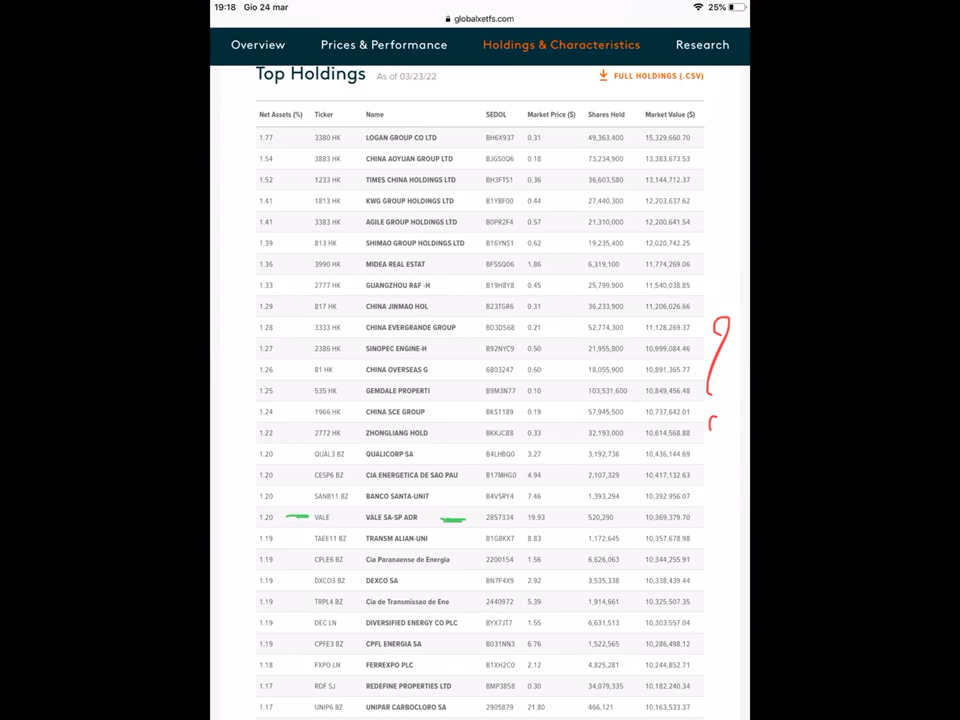 19:18 Gio 24 mar 25%
globalxetfs.com
Overview Prices & Performance Holdings & Characteristics Research
Top Holdings As of 03/23/22 FULL HOLDINGS (.CSV)
Net Assets (%) Ticker Name SEDOL Market Price ($) Shares Held Market Value ($)
1.77 3380 HK LOGAN GROUP CO LTD BH6X937 0.31 49,363,400 15,329,660.70
1.54 3883 HK CHINA AOYUAN GROUP LTD BJGS0Q6 0.18 73,234,900 13,383,673.53
1.52 1233 HK TIMES CHINA HOLDINGS LTD BH3FTS1 0.36 36,603,580 13,144,712.37
1.41 1813 HK KWG GROUP HOLDINGS LTD B1YBF00 0.44 27,440,300 12,203,637.62
1.41 3383 HK AGILE GROUP HOLDINGS LTD B0PR2F4 0.57 21,310,000 12,200,641.54
1.39 813 HK SHIMAO GROUP HOLDINGS LTD B16YNS1 0.62 19,235,400 12,020,742.25
1.36 3990 HK MIDEA REAL ESTAT BF55Q06 1.86 6,319,100 11,774,269.06
1.33 2777 HK GUANGZHOU R&F -H B19H8Y8 0.45 25,799,900 11,540,038.85
1.29 817 HK CHINA JINMAO HOL B23TGR6 0.31 36,233,900 11,206,026.66
1.28 3333 HK CHINA EVERGRANDE GROUP BD3DS68 0.21 52,774,300 11,128,269.37
1.27 2386 HK SINOPEC ENGINE-H B92NYC9 0.50 21,955,800 10,999,084.46
1.26 81 HK CHINA OVERSEAS G 6803247 0.60 18,055,900 10,891,365.77
1.25 535 HK GEMDALE PROPERTI B9M3N77 0.10 103,531,600 10,849,456.48
1.24 1966 HK CHINA SCE GROUP BKS1189 0.19 57,945,500 10,737,642.01
1.22 2772 HK ZHONGLIANG HOLD BKKJC88 0.33 32,193,000 10,614,568.88
1.20 QUAL3 BZ QUALICORP SA B4LHBQ0 3.27 3,192,736 10,436,144.69
1.20 CESP6 BZ CIA ENERGETICA DE SAO PAU B17MHG0 4.94 2,107,329 10,417,132.63
1.20 SANB11 BZ BANCO SANTA-UNIT B4V5RY4 7.46 1,393,294 10,392,956.07
1.20 VALE VALE SA-SP ADR 2857334 19.93 520,290 10,369,379.70
1.19 TAEE11 BZ TRANSM ALIAN-UNI B1G8KX7 8.83 1,172,645 10,357,678.98
1.19 CPLE6 BZ Cia Paranaense de Energia 2200154 1.56 6,626,063 10,344,255.91
1.19 DXCO3 BZ DEXCO SA BN7F4X9 2.92 3,535,338 10,338,439.44
1.19 TRPL4 BZ Cia de Transmissao de Ene 2440972 5.39 1,914,661 10,325,507.35
1.19 DEC LN DIVERSIFIED ENERGY CO PLC BYX7JT7 1.55 6,631,513 10,303,557.04
1.19 CPFE3 BZ CPFL ENERGIA SA B031NN3 6.76 1,522,565 10,286,498.12
1.18 FXPO LN FERREXPO PLC B1XH2C0 2.12 4,825,281 10,244,852.71
1.17 RDF SJ REDEFINE PROPERTIES LTD BMP3858 0.30 34,079,335 10,182,240.34
1.17 UNIP6 BZ UNIPAR CARBOCLORO SA 2905879 21.80 466,121 10,163,533.37
?